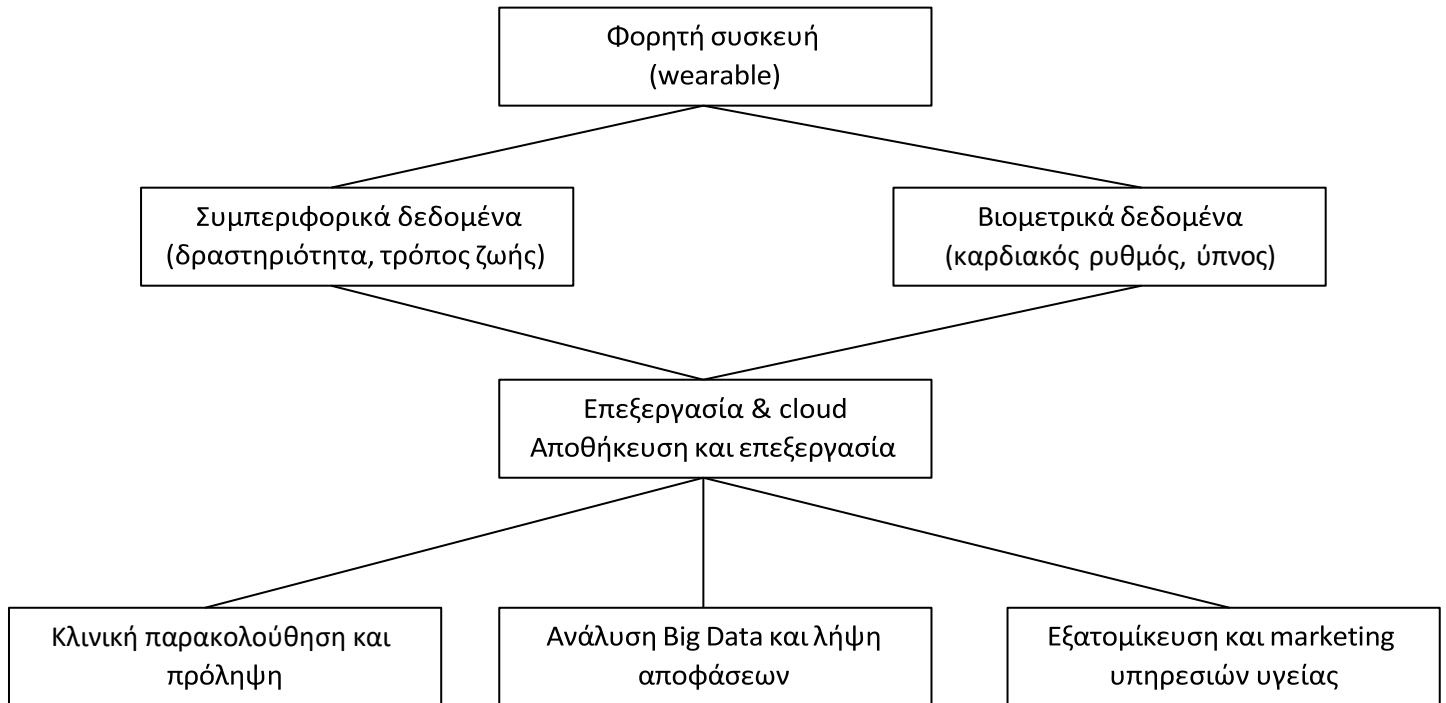 Φορητή συσκευή
(wearable)
Συμπεριφορικά δεδομένα
(δραστηριότητα, τρόπος ζωής)
Βιομετρικά δεδομένα
(καρδιακός ρυθμός, ύπνος)
Επεξεργασία & cloud
Αποθήκευση και επεξεργασία
Κλινική παρακολούθηση και
πρόληψη
Ανάλυση Big Data και λήψη
αποφάσεων
Εξατομίκευση και marketing
υπηρεσιών υγείας